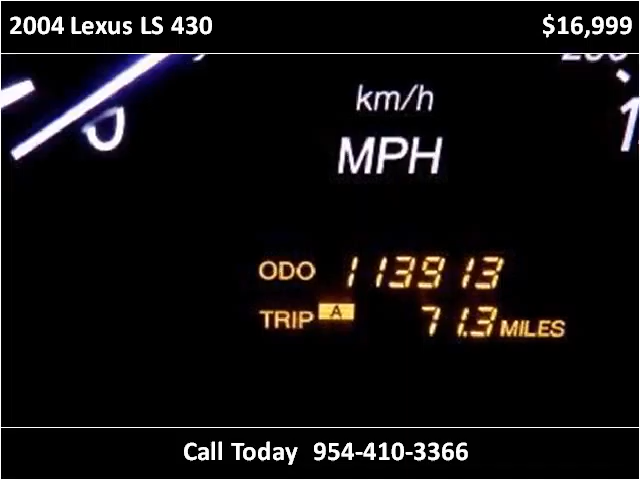 2004 Lexus LS 430 $16,999
km/h
0
MPH
ODO 113913
TRIP A 71.3 MILES
Call Today 954-410-3366